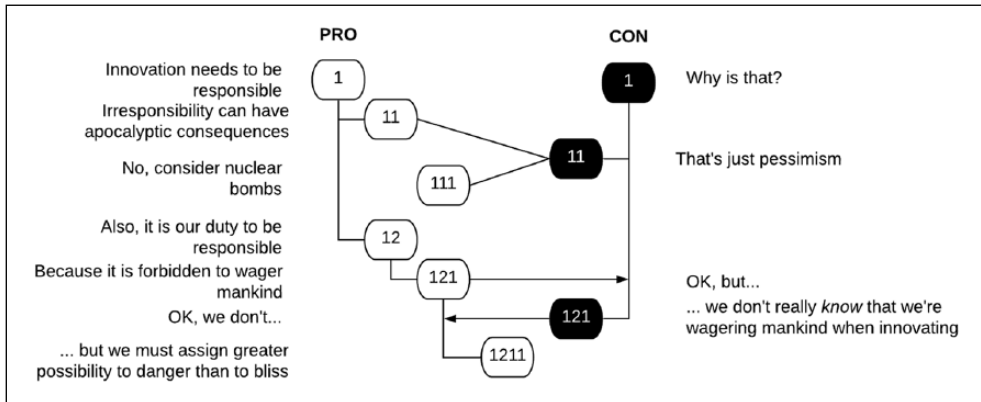 PRO
CON
Innovation needs to be
responsible
1
1
Why is that?
Irresponsibility can have
apocalyptic consequences
11
11
That's just pessimism
No, consider nuclear
bombs
111
Also, it is our duty to be
responsible
12
Because it is forbidden to wager
mankind
121
OK, but...
OK, we don't...
121
... we don't really know that we're
wagering mankind when innovating
... but we must assign greater
possibility to danger than to bliss
1211